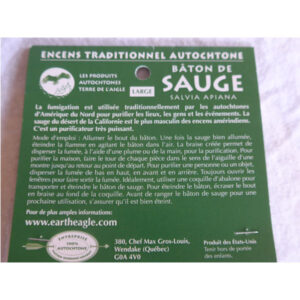 ENCENS TRADITIONNEL AUTOCHTONE
LES PRODUITS
AUTOCHTONES
TERRE DE L'AIGLE
LARGE
BÂTON DE
SAUGE
SALVIA APIANA
La fumigation est utilisée traditionnellement par les autochtones
d'Amérique du Nord pour purifier les lieux, les gens et les événements. La
sauge du désert de la Californie est le plus masculin des encens amérindiens.
C'est un purificateur très puissant.
Mode d'emploi : Allumer le bout du bâton. Une fois la sauge bien allumée,
éteindre la flamme en agitant le bâton dans l'air. La braise créée permet de
disperser la fumée, à l'aide d'une plume ou de la main, pour la purification. Pour
purifier la maison, faire le tour de chaque pièce dans le sens de l'aiguille d'une
montre jusqu'au retour au point de départ. Pour purifier une personne ou un objet,
disperser la fumée de bas en haut, en avant et en arrière. Toujours ouvrir les
fenêtres pour faire sortir la fumée. Idéalement, utiliser une coquille d'abalone pour
transporter et éteindre le bâton de sauge. Pour éteindre le bâton, écraser le bout
en braise au fond de la coquille. Avant de ranger le bâton de sauge pour une
prochaine utilisation, s'assurer qu'il est bien éteint.
Pour de plus amples informations:
www.eartheagle.com
ENTREPRISE
100%
AUTOCHTONE
380, Chef Max Gros-Louis,
Wendake (Québec)
G0A 4V0
Produit des États-Unis
Tenir hors de portée
des enfants.